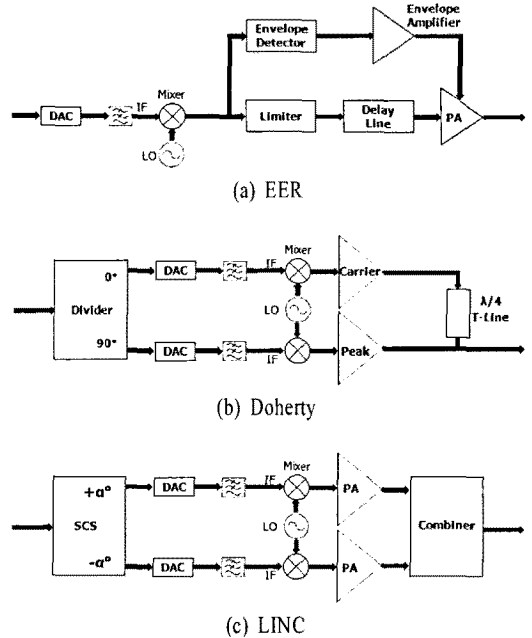 Envelope
Amplifier
Envelope
Detector
Mixer
DAC
IF
Limiter
Delay
Line
PA
LO
(a) EER
Mixer
0°
DAC
IF
Carrier
Divider
LO
λ/4
T-Line
90°
DAC
IF
Peak
(b) Doherty
Mixer
+α°
DAC
IF
PA
SCS
LO
Combiner
-α°
DAC
IF
PA
(c) LINC